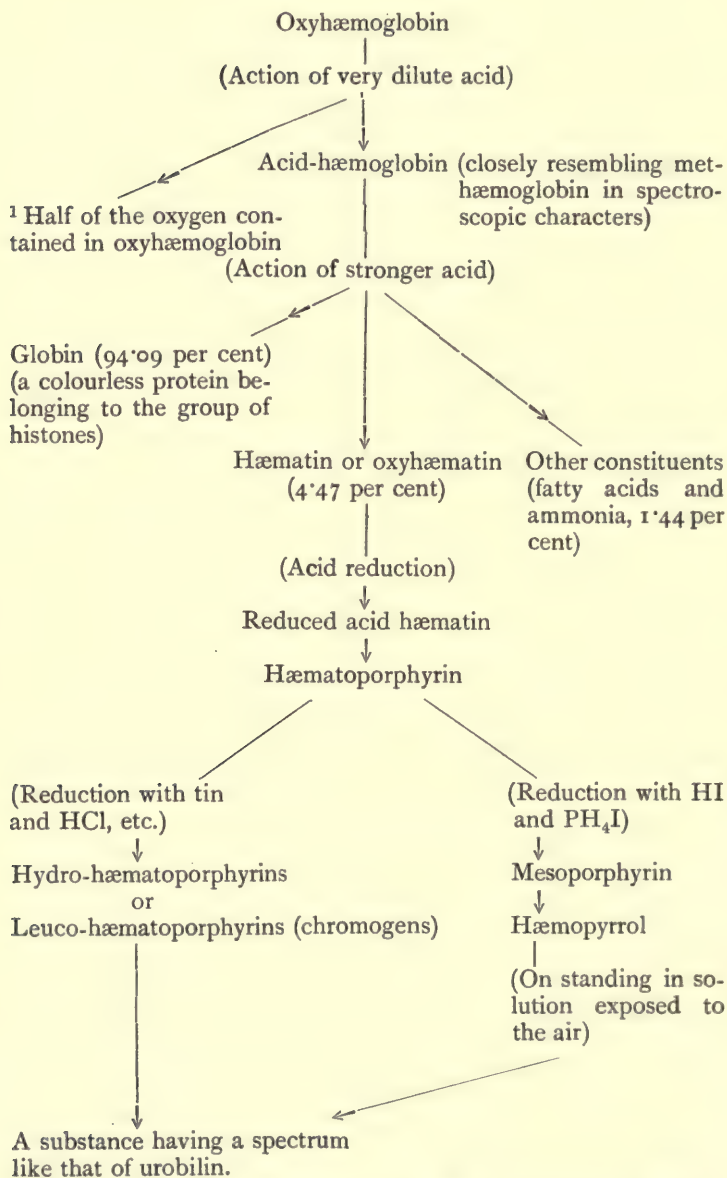 Oxyhæmoglobin
(Action of very dilute acid)
Acid-hæmoglobin (closely resembling met-
hæmoglobin in spectro-
scopic characters)
¹ Half of the oxygen con-
tained in oxyhæmoglobin
(Action of stronger acid)
Globin (94·09 per cent)
(a colourless protein be-
longing to the group of
histones)
Hæmatin or oxyhæmatin
(4·47 per cent)
Other constituents
(fatty acids and
ammonia, 1·44 per
cent)
(Acid reduction)
Reduced acid hæmatin
Hæmatoporphyrin
(Reduction with tin
and HCl, etc.)
Hydro-hæmatoporphyrins
or
Leuco-hæmatoporphyrins (chromogens)
(Reduction with HI
and PH₄I)
Mesoporphyrin
Hæmopyrrol
(On standing in so-
lution exposed to
the air)
A substance having a spectrum
like that of urobilin.